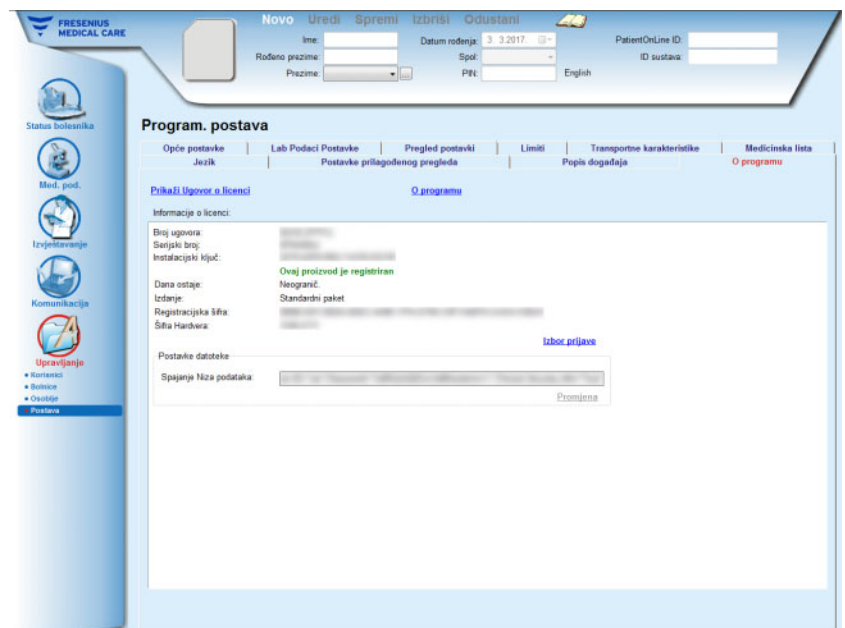 FRESENIUS
MEDICAL CARE
Novo Uredi Spremi Izbriši Odustani
Ime: Datum rođenja: 3. 3.2017. PatientOnLine ID:
Rođeno prezime: Spol: ID sustava:
Prezime: ... PIN: English
Status bolesnika
Med. pod.
Izvještavanje
Komunikacija
Upravljanje
Korisnici
Bolnice
Osoblje
Postava
Program. postava
Opće postavke Lab Podaci Postavke Pregled postavki Limiti Transportne karakteristike Medicinska lista
Jezik Postavke prilagođenog pregleda Popis događaja O programu
Prikaži Ugovor o licenci O programu
Informacije o licenci:
Broj ugovora:
Serijski broj:
Instalacijski ključ:
Ovaj proizvod je registriran
Dana ostaje: Neogranič.
Izdanje: Standardni paket
Registracijska šifra:
Šifra Hardvera:
Izbor prijave
Postavke datoteke
Spajanje Niza podataka:
Promjena